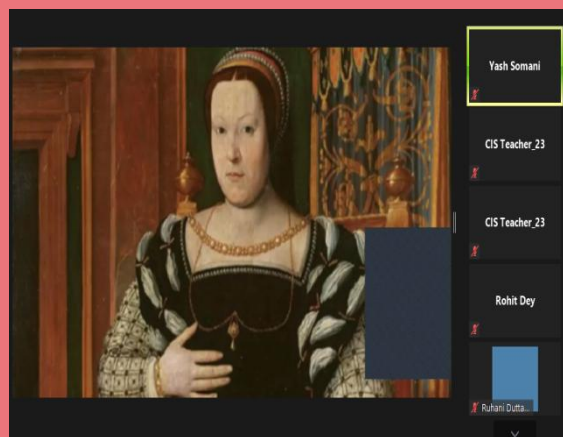 Yash Somani
CIS Teacher_23
CIS Teacher_23
Rohit Dey
Ruhani Dutta...